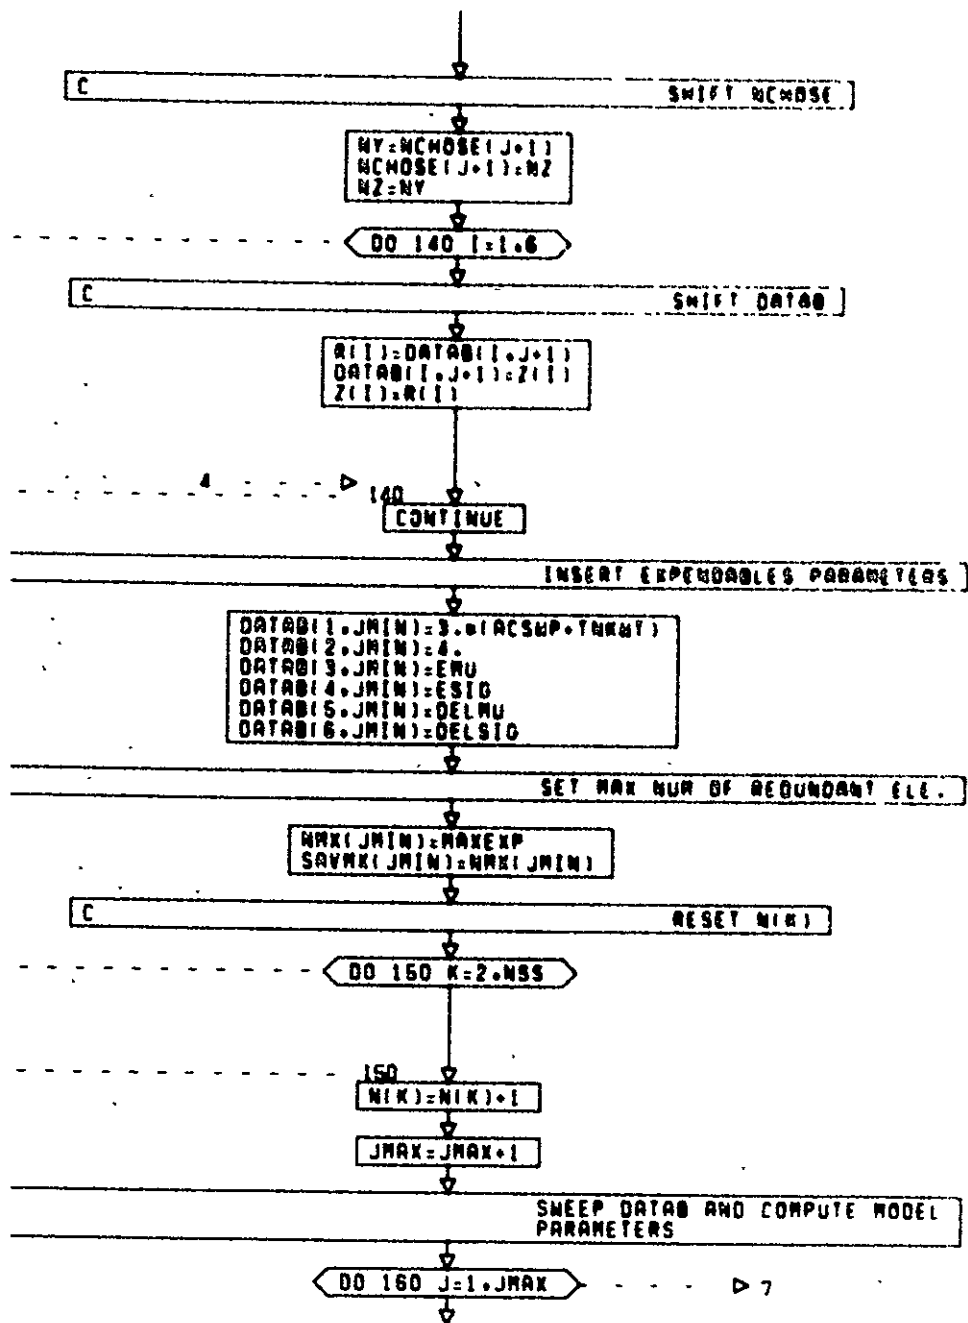 C SHIFT NCHOSE
NY=NCHOSE(J+1)
NCHOSE(J+1)=NZ
NZ=NY
DO 140 I=1,6
C SHIFT DATAB
R(I)=DATAB(I,J+1)
DATAB(I,J+1)=Z(I)
Z(I)=R(I)
4
140
CONTINUE
INSERT EXPENDABLES PARAMETERS
DATAB(1,JMIN)=3.*(ACSWP+TNKWT)
DATAB(2,JMIN)=4.
DATAB(3,JMIN)=EMU
DATAB(4,JMIN)=ESIG
DATAB(5,JMIN)=DELMU
DATAB(6,JMIN)=DELSIG
SET MAX NUM OF REDUNDANT ELE.
NMX(JMIN)=MAXEXP
SAVMX(JMIN)=NMX(JMIN)
C RESET N(K)
DO 150 K=2,NSS
150
N(K)=N(K)+1
JMAX=JMAX+1
SWEEP DATAB AND COMPUTE MODEL
PARAMETERS
DO 160 J=1,JMAX
7